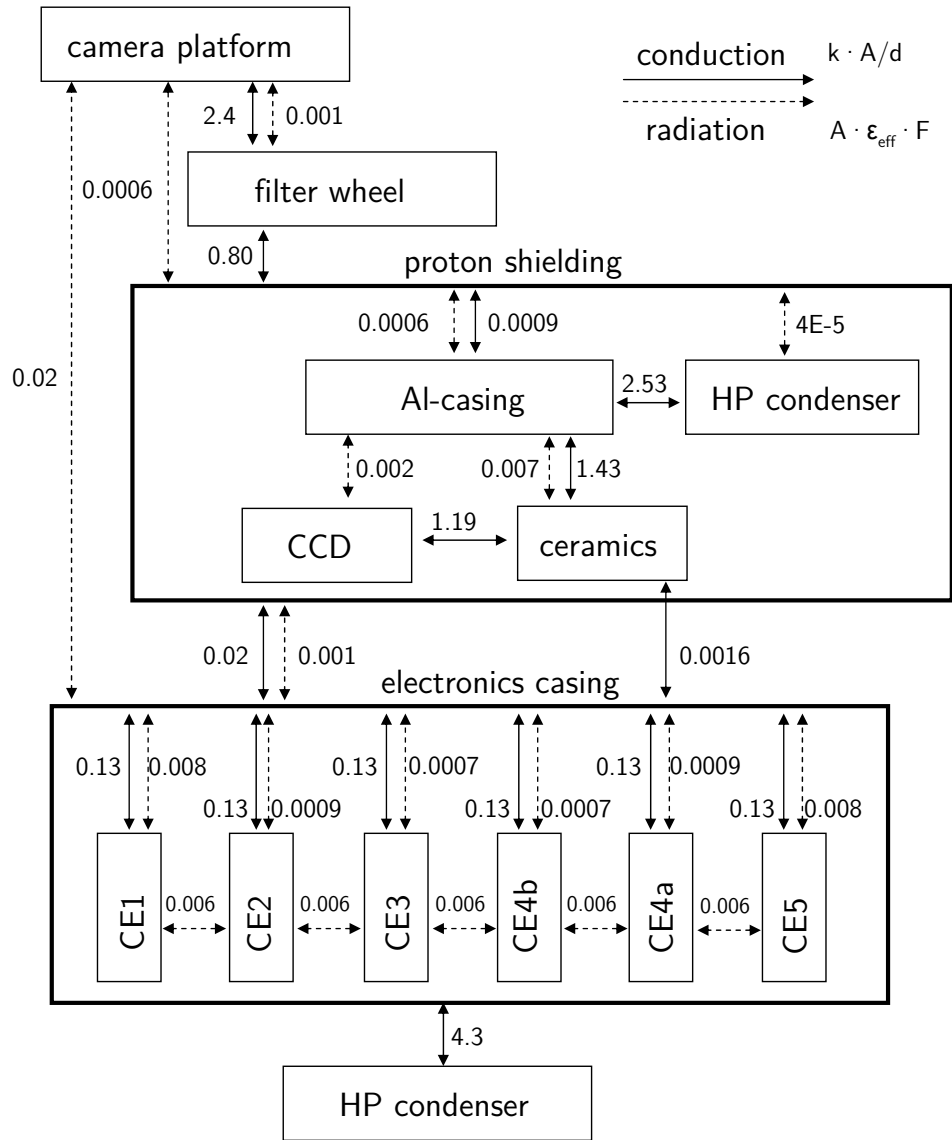 camera platform
conduction k · A/d
radiation A · ε_eff · F
2.4 0.001
0.0006
filter wheel
0.80
proton shielding
0.0006 0.0009
4E-5
0.02
Al-casing
2.53
HP condenser
0.002
0.007 1.43
CCD
1.19
ceramics
0.02 0.001
0.0016
electronics casing
0.13 0.008
0.13 0.0009
0.13 0.0007
0.13 0.0007
0.13 0.0009
0.13 0.008
CE1
0.006
CE2
0.006
CE3
0.006
CE4b
0.006
CE4a
0.006
CE5
4.3
HP condenser